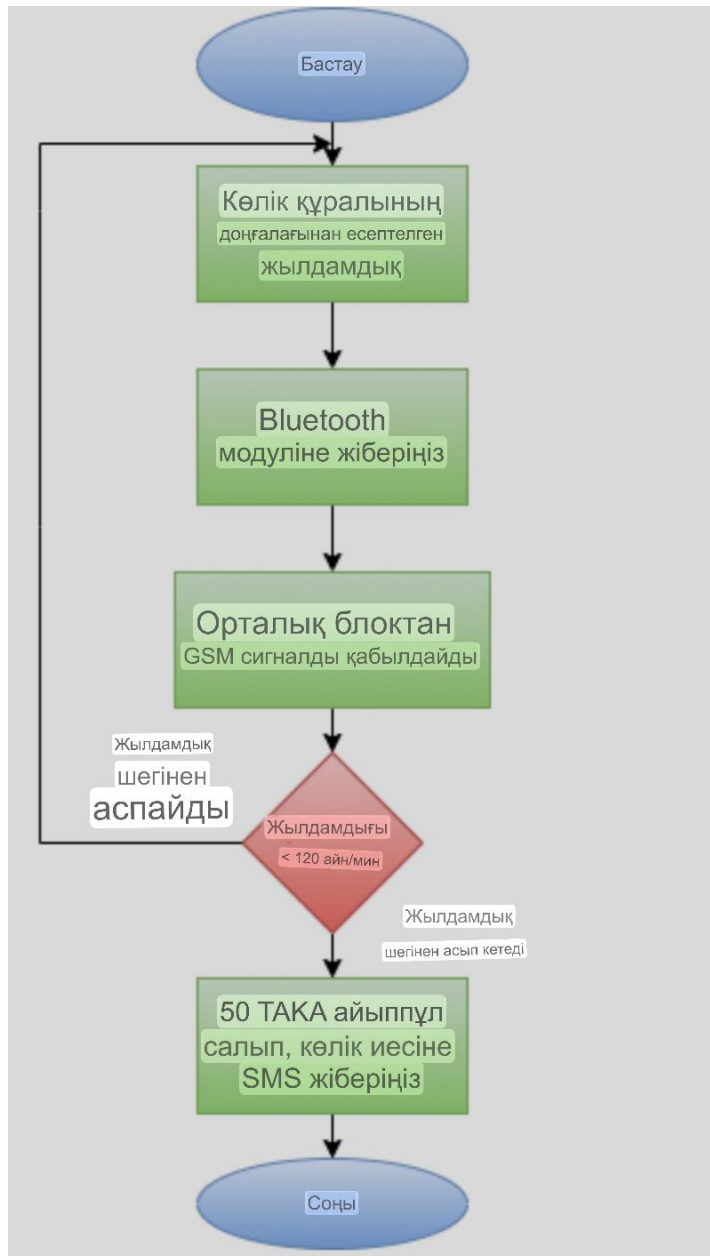 Бастау
Көлік құралының
доңғалағынан есептелген
жылдамдық
Bluetooth
модуліне жіберіңіз
Орталық блоктан
GSM сигналды қабылдайды
Жылдамдық
шегінен
аспайды
Жылдамдығы
< 120 айн/мин
Жылдамдық
шегінен асып кетеді
50 TAKA айыппұл
салып, көлік иесіне
SMS жіберіңіз
Соңы